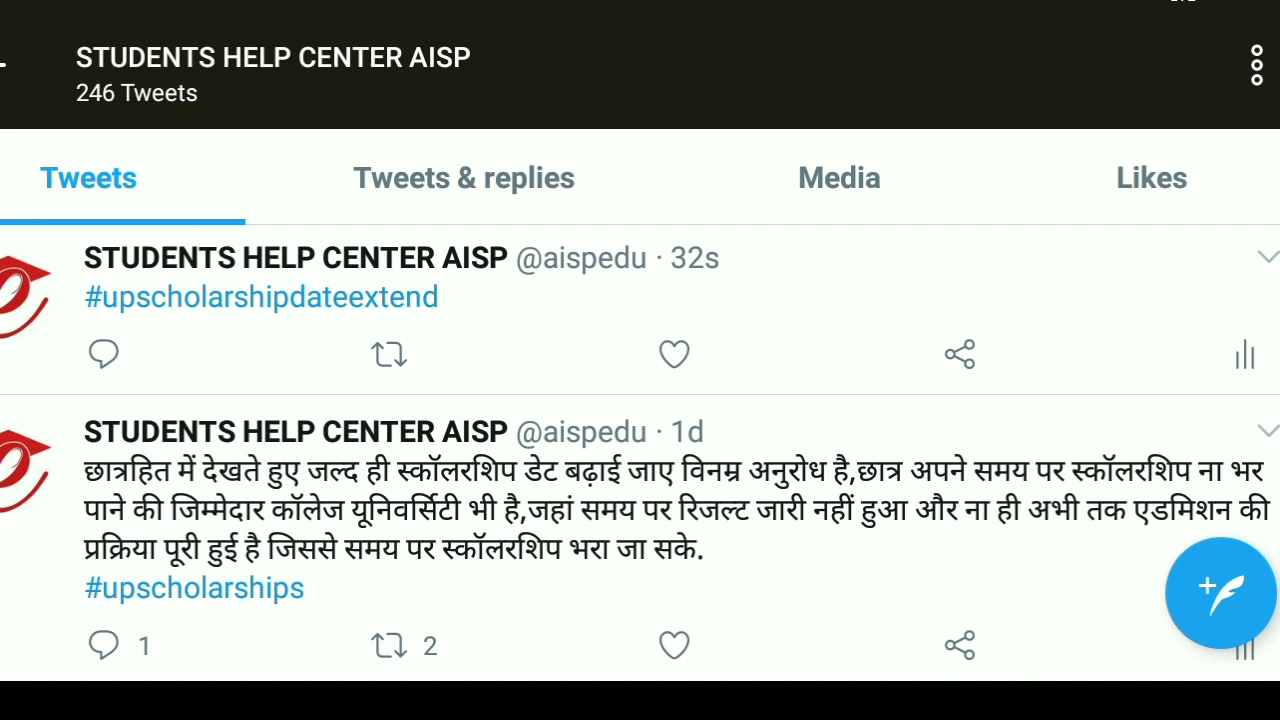 STUDENTS HELP CENTER AISP
246 Tweets
Tweets Tweets & replies Media Likes
STUDENTS HELP CENTER AISP @aispedu · 32s
#upscholarshipdateextend
STUDENTS HELP CENTER AISP @aispedu · 1d
छात्रहित में देखते हुए जल्द ही स्कॉलरशिप डेट बढ़ाई जाए विनम्र अनुरोध है,छात्र अपने समय पर स्कॉलरशिप ना भर
पाने की जिम्मेदार कॉलेज यूनिवर्सिटी भी है,जहां समय पर रिजल्ट जारी नहीं हुआ और ना ही अभी तक एडमिशन की
प्रक्रिया पूरी हुई है जिससे समय पर स्कॉलरशिप भरा जा सके.
#upscholarships
1 2